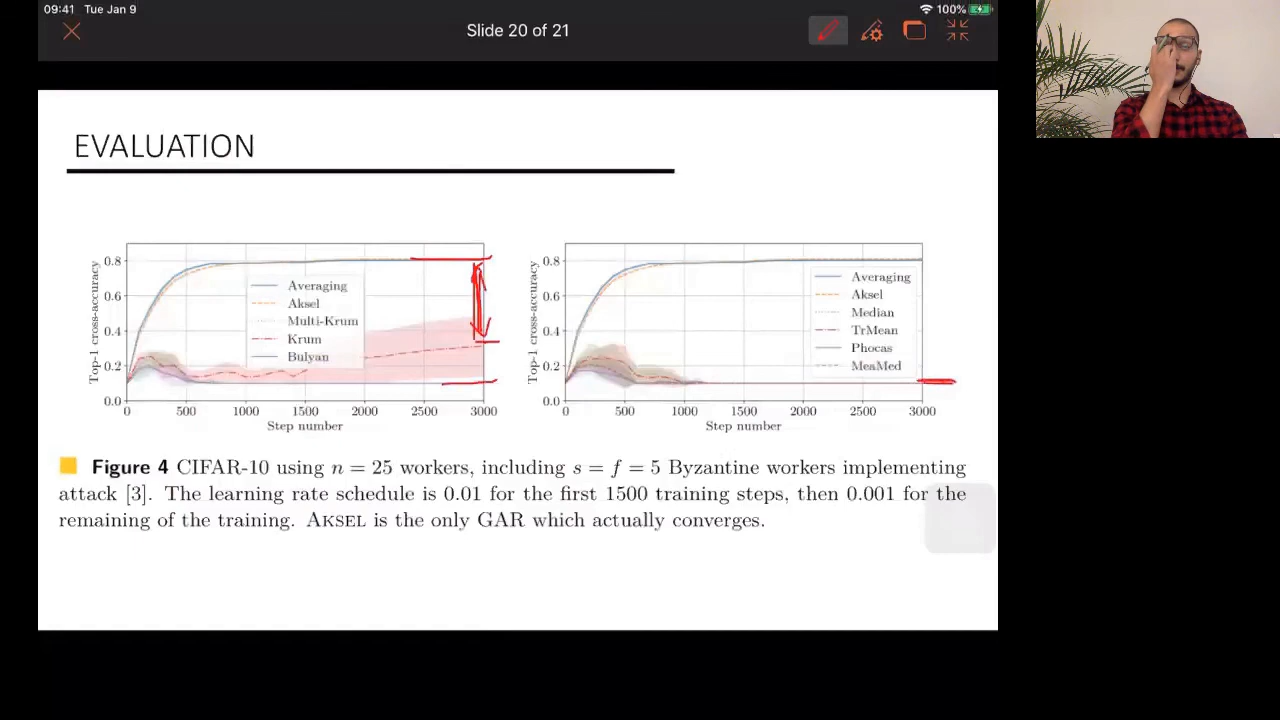 09:41 Tue Jan 9
100%
Slide 20 of 21
EVALUATION
Top-1 cross-accuracy
0.8
0.6
0.4
0.2
0.0
Averaging
Aksel
Multi-Krum
Krum
Bulyan
0 500 1000 1500 2000 2500 3000
Step number
Top-1 cross-accuracy
0.8
0.6
0.4
0.2
0.0
Averaging
Aksel
Median
TrMean
Phocas
MeaMed
0 500 1000 1500 2000 2500 3000
Step number
Figure 4 CIFAR-10 using n = 25 workers, including s = f = 5 Byzantine workers implementing
attack [3]. The learning rate schedule is 0.01 for the first 1500 training steps, then 0.001 for the
remaining of the training. AKSEL is the only GAR which actually converges.